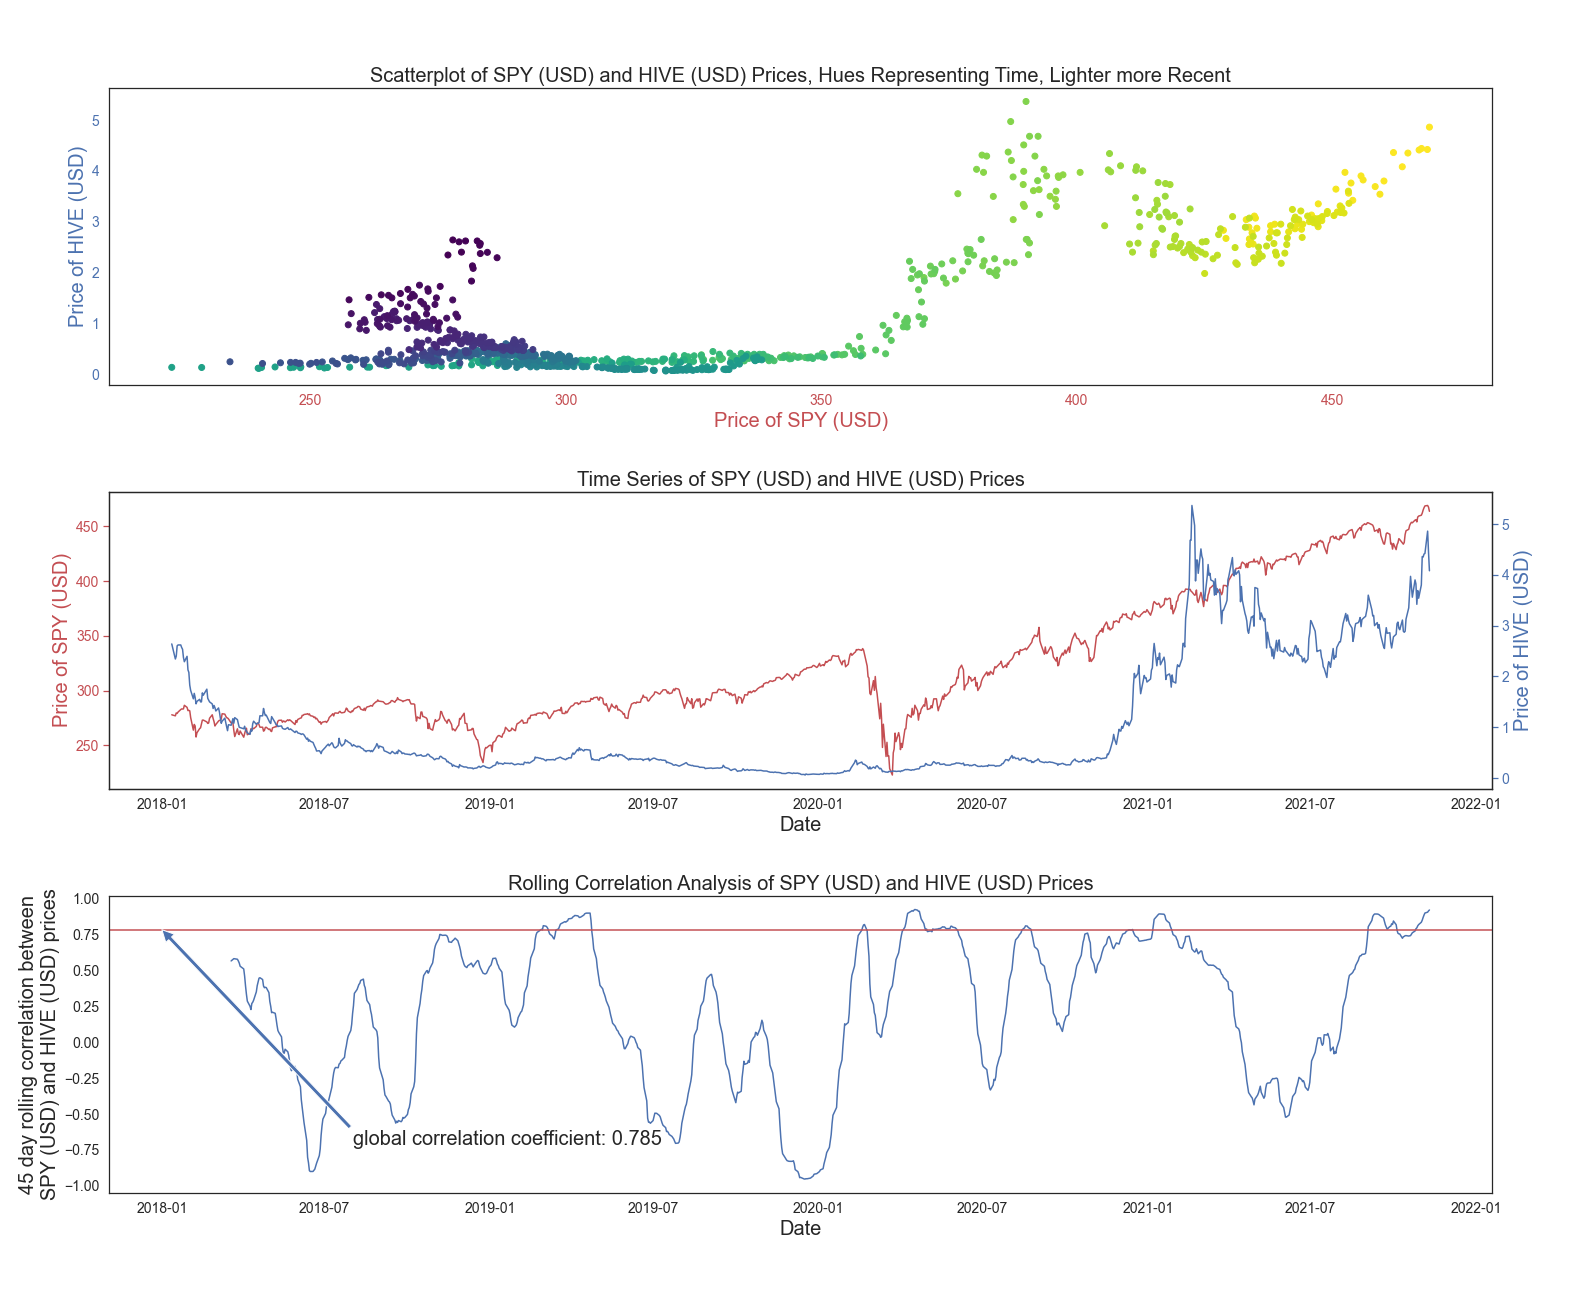 Scatterplot of SPY (USD) and HIVE (USD) Prices, Hues Representing Time, Lighter more Recent
Price of HIVE (USD)
5
4
3
2
1
0
250 300 350 400 450
Price of SPY (USD)
Time Series of SPY (USD) and HIVE (USD) Prices
Price of SPY (USD)
450
400
350
300
250
5
4
3
2
1
0
Price of HIVE (USD)
2018-01 2018-07 2019-01 2019-07 2020-01 2020-07 2021-01 2021-07 2022-01
Date
Rolling Correlation Analysis of SPY (USD) and HIVE (USD) Prices
45 day rolling correlation between
SPY (USD) and HIVE (USD) prices
1.00
0.75
0.50
0.25
0.00
−0.25
−0.50
−0.75
−1.00
global correlation coefficient: 0.785
2018-01 2018-07 2019-01 2019-07 2020-01 2020-07 2021-01 2021-07 2022-01
Date